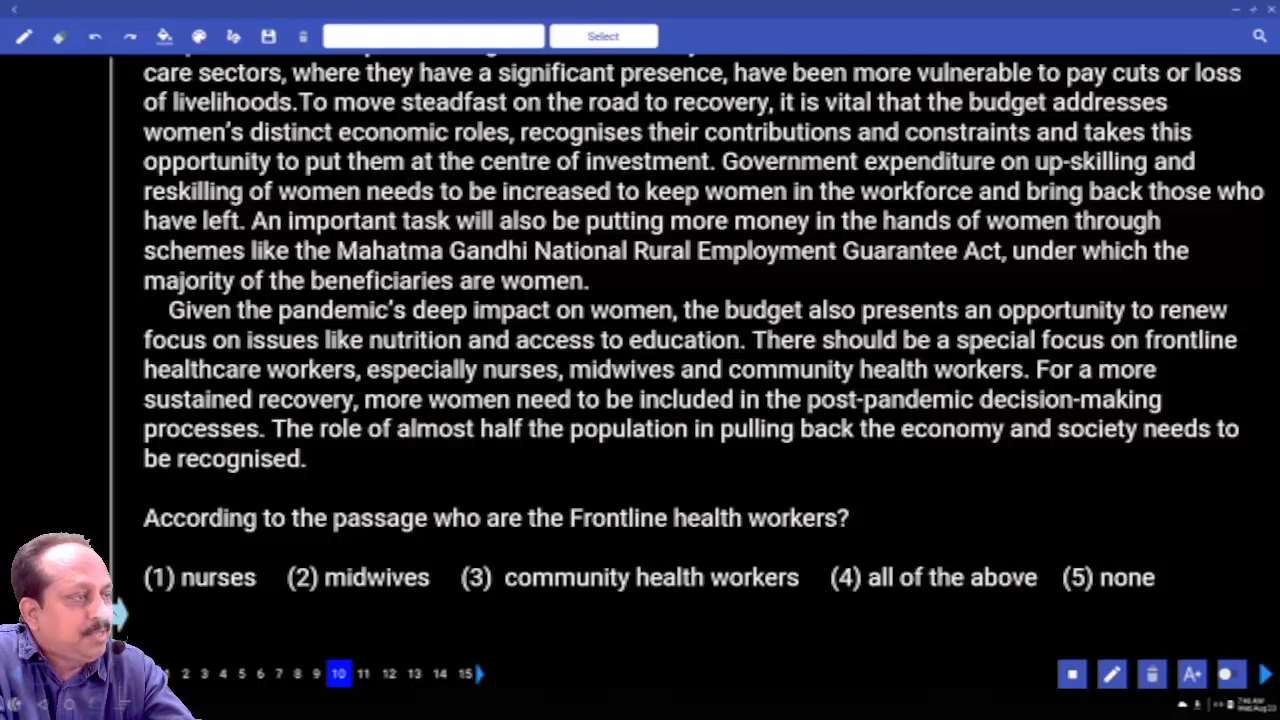 Select
care sectors, where they have a significant presence, have been more vulnerable to pay cuts or loss
of livelihoods.To move steadfast on the road to recovery, it is vital that the budget addresses
women's distinct economic roles, recognises their contributions and constraints and takes this
opportunity to put them at the centre of investment. Government expenditure on up-skilling and
reskilling of women needs to be increased to keep women in the workforce and bring back those who
have left. An important task will also be putting more money in the hands of women through
schemes like the Mahatma Gandhi National Rural Employment Guarantee Act, under which the
majority of the beneficiaries are women.
Given the pandemic's deep impact on women, the budget also presents an opportunity to renew
focus on issues like nutrition and access to education. There should be a special focus on frontline
healthcare workers, especially nurses, midwives and community health workers. For a more
sustained recovery, more women need to be included in the post-pandemic decision-making
processes. The role of almost half the population in pulling back the economy and society needs to
be recognised.
According to the passage who are the Frontline health workers?
(1) nurses (2) midwives (3) community health workers (4) all of the above (5) none
2 3 4 5 6 7 8 9 10 11 12 13 14 15
A+